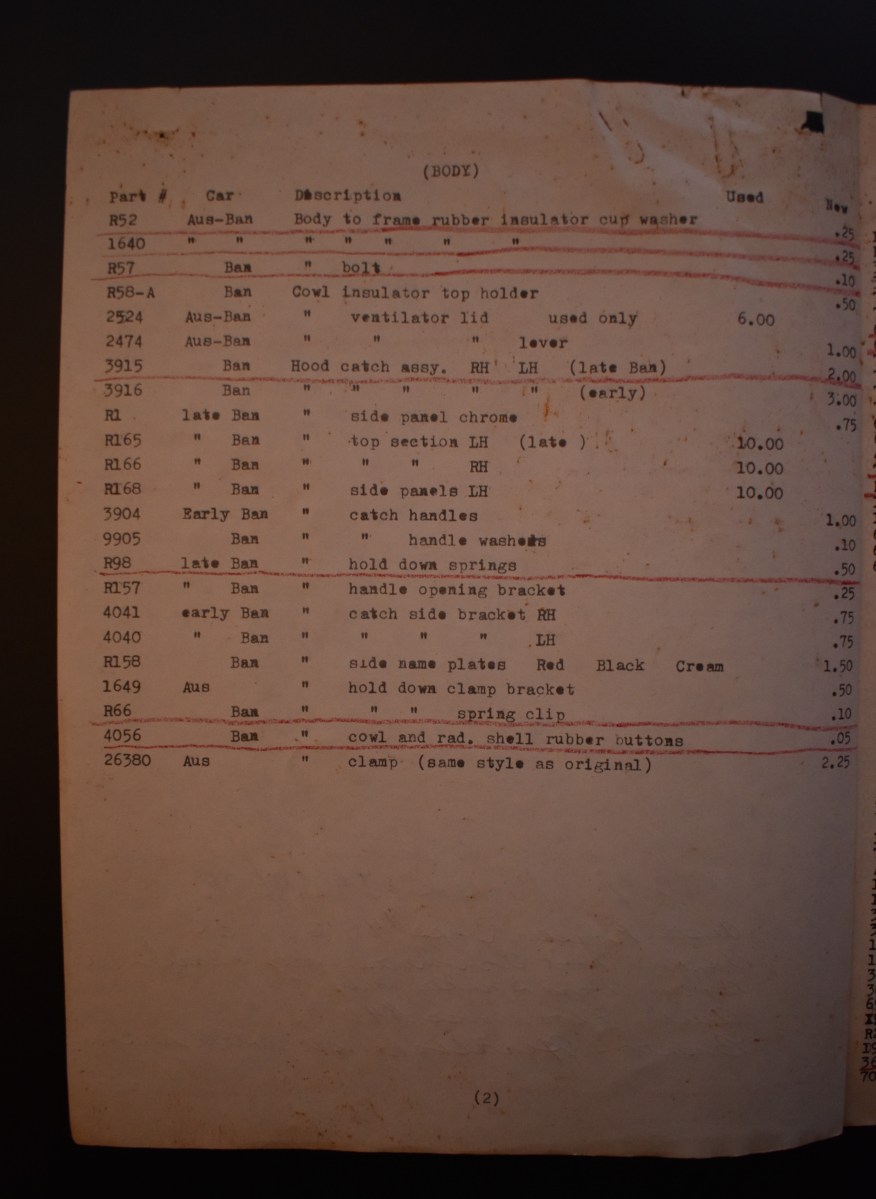 (BODY)
Part # Car Description Used New
R52 Aus-Ban Body to frame rubber insulator cup washer .25
1640 " " " " " " " .25
R57 Ban " bolt .10
R58-A Ban Cowl insulator top holder .50
2524 Aus-Ban " ventilator lid used only 6.00
2474 Aus-Ban " " " lever 1.00
3915 Ban Hood catch assy. RH LH (late Ban) 2.00
3916 Ban " " " " " (early) 3.00
R1 late Ban " side panel chrome .75
R165 " Ban " top section LH (late ) 10.00
R166 " Ban " " " RH 10.00
R168 " Ban " side panels LH 10.00
3904 Early Ban " catch handles 1.00
9905 Ban " " handle washers .10
R98 late Ban " hold down springs .50
R157 " Ban " handle opening bracket .25
4041 early Ban " catch side bracket RH .75
4040 " Ban " " " " LH .75
R158 Ban " side name plates Red Black Cream 1.50
1649 Aus " hold down clamp bracket .50
R66 Ban " " " spring clip .10
4056 Ban " cowl and rad. shell rubber buttons .05
26380 Aus " clamp (same style as original) 2.25
(2)